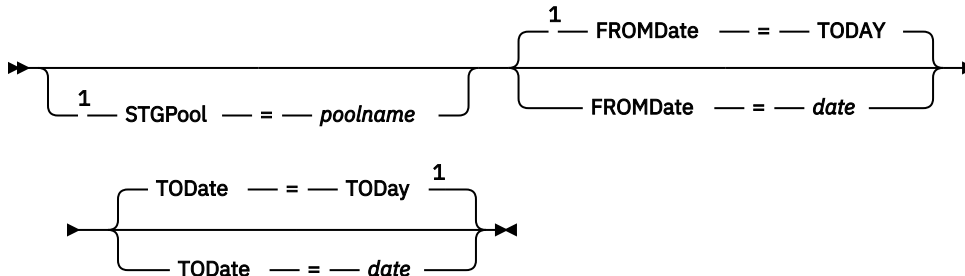 1 FROMDate = TODAY
1 STGPool = poolname
FROMDate = date
TODate = TODay 1
TODate = date